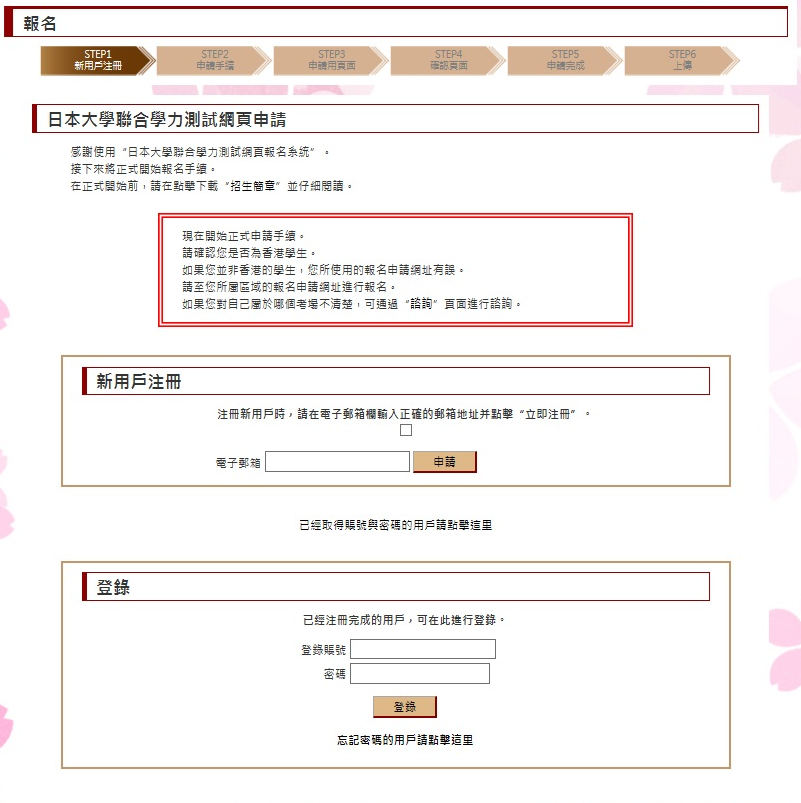 報名
STEP1
新用戶注冊
STEP2
申請手續
STEP3
申請用頁面
STEP4
確認頁面
STEP5
申請完成
STEP6
上傳
日本大學聯合學力測試網頁申請
感謝使用“日本大學聯合學力測試網頁報名系統”。
接下來將正式開始報名手續。
在正式開始前，請在點擊下載“招生簡章”並仔細閱讀。
現在開始正式申請手續。
請確認您是否為香港學生。
如果您並非香港的學生，您所使用的報名申請網址有誤。
請至您所屬區域的報名申請網址進行報名。
如果您對自己屬於哪個考場不清楚，可通過“諮詢”頁面進行諮詢。
新用戶注冊
注冊新用戶時，請在電子郵箱欄輸入正確的郵箱地址并點擊“立即注冊”。
電子郵箱 申請
已經取得賬號與密碼的用戶請點擊這里
登錄
已經注冊完成的用戶，可在此進行登錄。
登錄賬號
密碼
登錄
忘記密碼的用戶請點擊這里